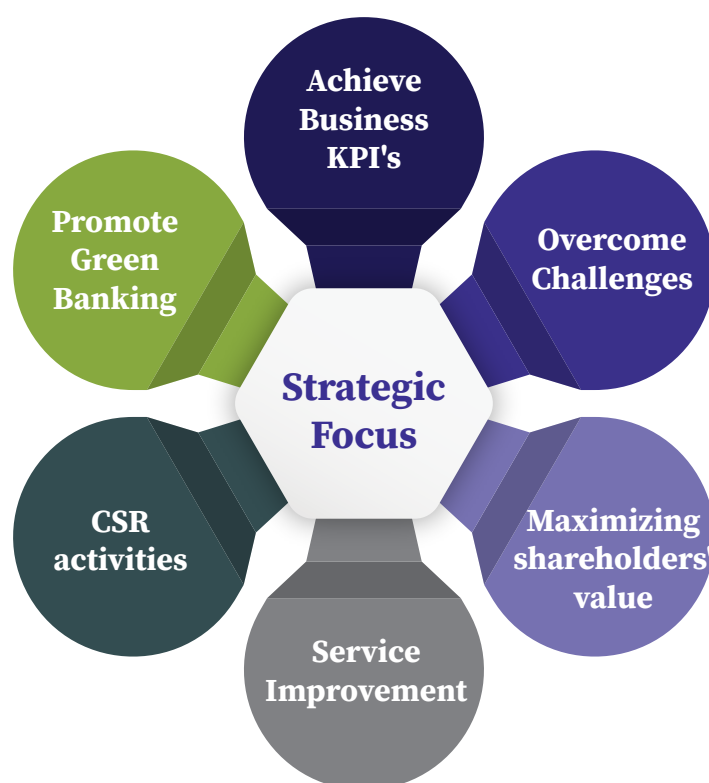 Achieve
Business
KPI's
Overcome
Challenges
Maximizing
shareholders'
value
Service
Improvement
CSR
activities
Promote
Green
Banking
Strategic
Focus